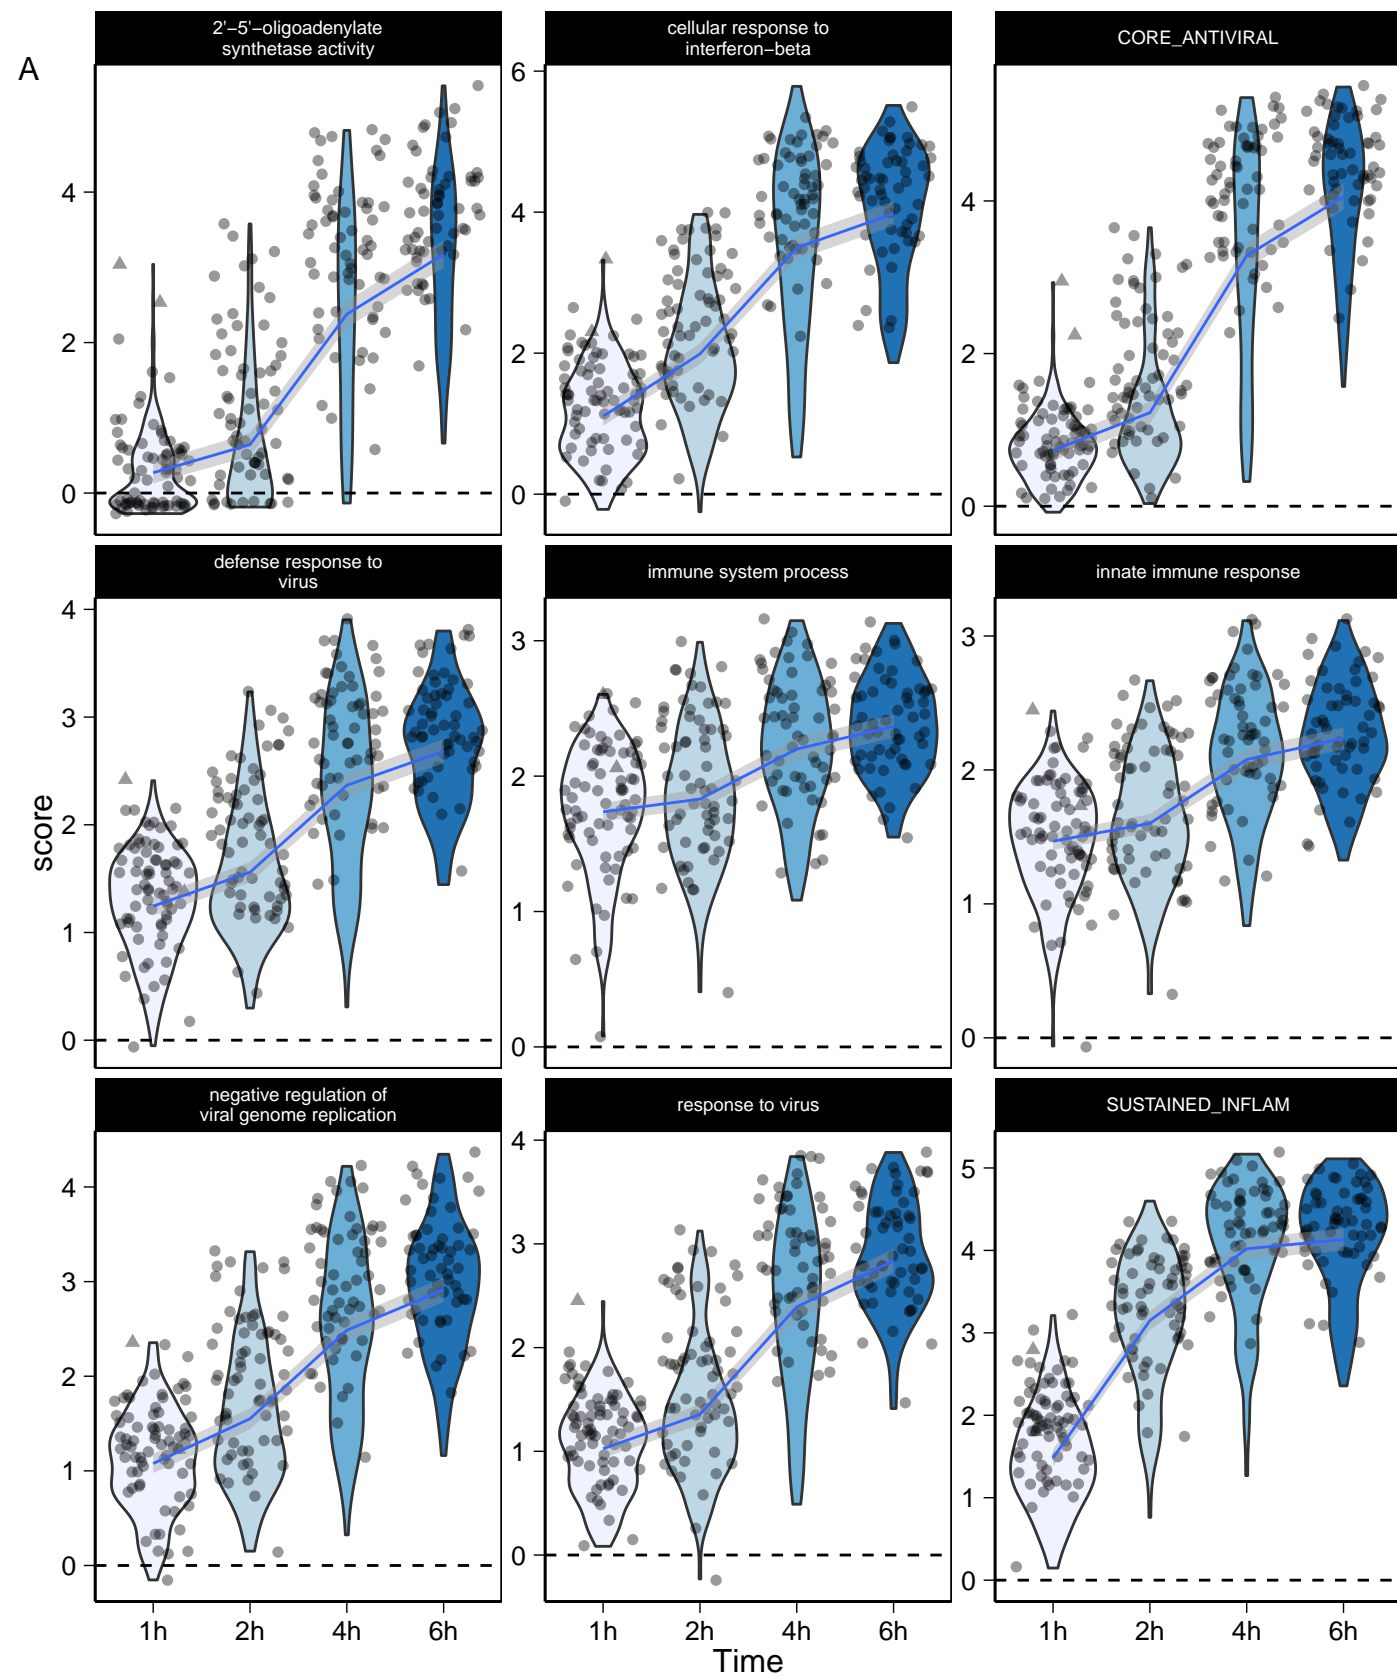 A
2'−5'−oligoadenylate
synthetase activity
cellular response to
interferon−beta
CORE_ANTIVIRAL
0
2
4
0
2
4
6
0
2
4
defense response to
virus
immune system process
innate immune response
0
1
2
3
4
0
1
2
3
0
1
2
3
negative regulation of
viral genome replication
response to virus
SUSTAINED_INFLAM
0
1
2
3
4
0
1
2
3
4
0
1
2
3
4
5
score
1h 2h 4h 6h
1h 2h 4h 6h
1h 2h 4h 6h
Time